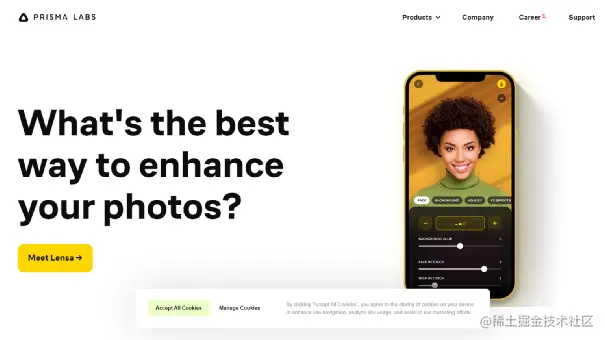 PRISMA LABS
Products
Company
Career
Support
What's the best
way to enhance
your photos?
Meet Lensa →
FACE
BACKGROUND
ADJUST
BACKGROUND BLUR
FACE RETOUCH
Accept All Cookies
Manage Cookies
By clicking "Accept All Cookies", you agree to the storing of cookies on your device
to enhance site navigation, analyze site usage, and assist in our marketing efforts.
@稀土掘金技术社区